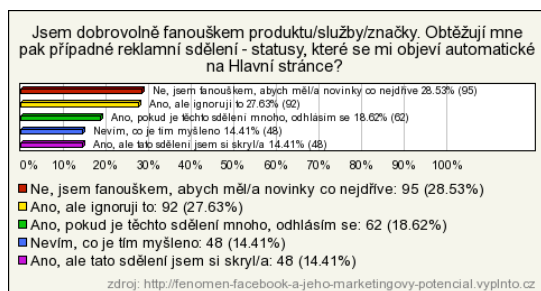 Jsem dobrovolně fanouškem produktu/služby/značky. Obtěžují mne
pak případné reklamní sdělení - statusy, které se mi objeví automatické
na Hlavní stránce?
Ne, jsem fanouškem, abych měl/a novinky co nejdříve 28.53% (95)
Ano, ale ignoruji to 27.63% (92)
Ano, pokud je těchto sdělení mnoho, odhlásím se 18.62% (62)
Nevím, co je tím myšleno 14.41% (48)
Ano, ale tato sdělení jsem si skryl/a 14.41% (48)
0% 10% 20% 30% 40% 50% 60% 70% 80% 90% 100%
Ne, jsem fanouškem, abych měl/a novinky co nejdříve: 95 (28.53%)
Ano, ale ignoruji to: 92 (27.63%)
Ano, pokud je těchto sdělení mnoho, odhlásím se: 62 (18.62%)
Nevím, co je tím myšleno: 48 (14.41%)
Ano, ale tato sdělení jsem si skryl/a: 48 (14.41%)
zdroj: http://fenomen-facebook-a-jeho-marketingovy-potencial.vyplnto.cz